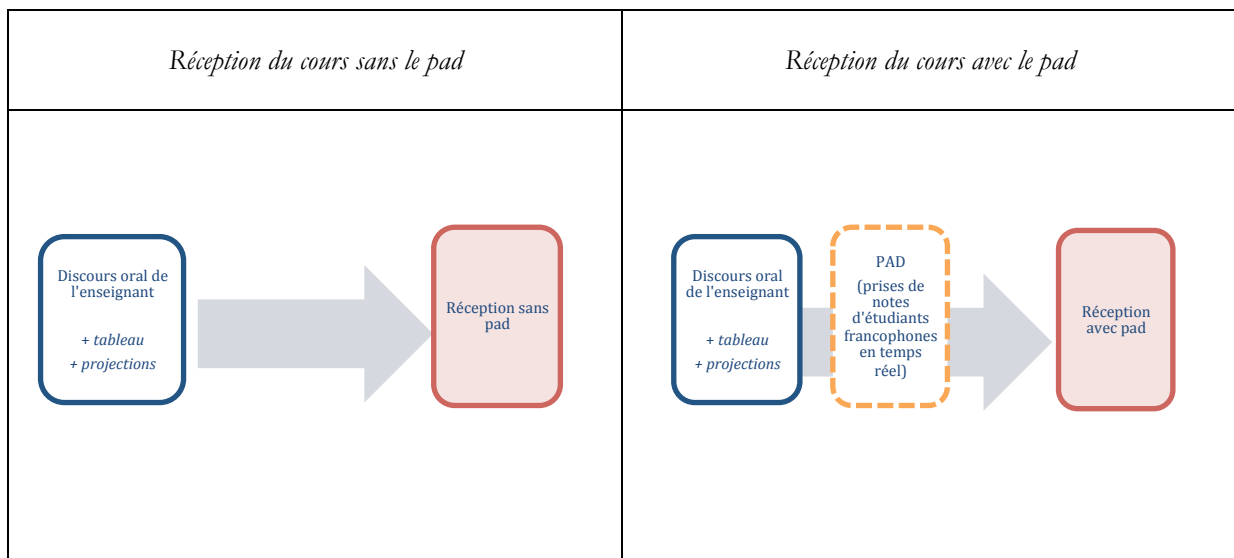 Réception du cours sans le pad
Réception du cours avec le pad
Discours oral de
l'enseignant
+ tableau
+ projections
Réception sans
pad
Discours oral
de l'enseignant
+ tableau
+ projections
PAD
(prises de
notes
d'étudiants
francophones
en temps
réel)
Réception
avec pad